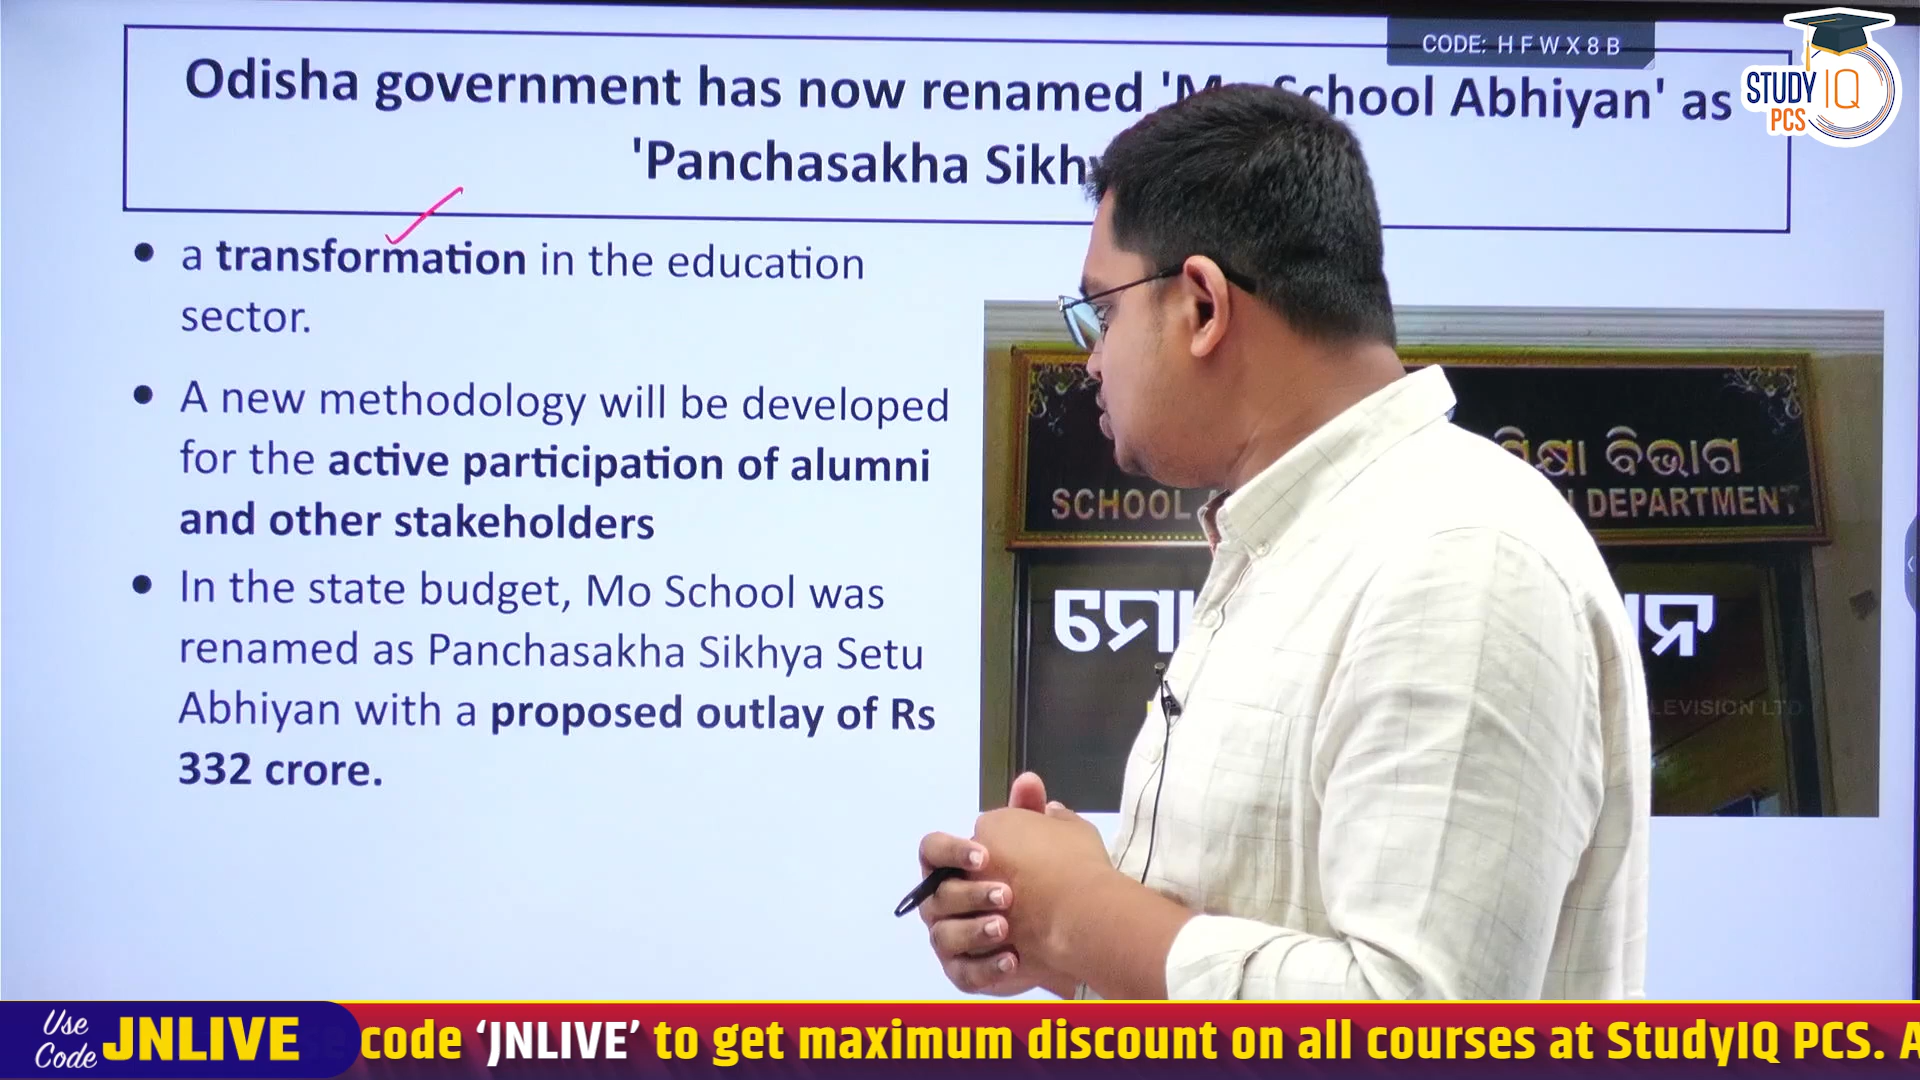 CODE: H F W X 8 B
STUDY IQ
PCS
Odisha government has now renamed 'Mo School Abhiyan' as
'Panchasakha Sikhy
• a transformation in the education
sector.
• A new methodology will be developed
for the active participation of alumni
and other stakeholders
• In the state budget, Mo School was
renamed as Panchasakha Sikhya Setu
Abhiyan with a proposed outlay of Rs
332 crore.
ବିଭାଗ
SCHOOL DEPARTMENT
ମୋ
Use
Code JNLIVE
code ‘JNLIVE’ to get maximum discount on all courses at StudyIQ PCS. A